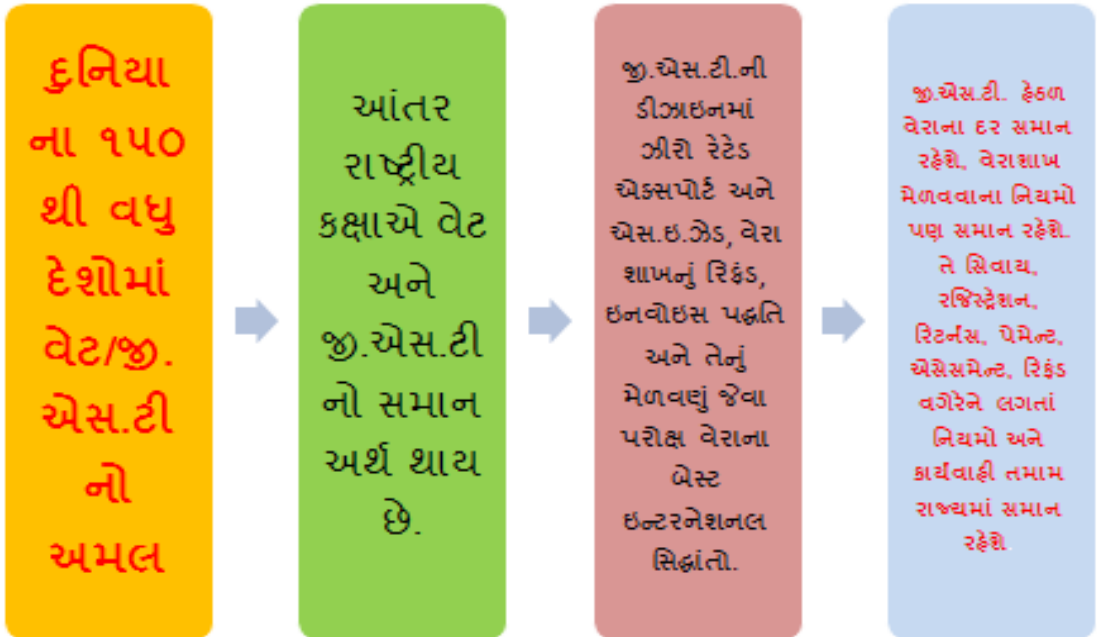 દુનિયા
ના ૧૫૦
થી વધુ
દેશોમાં
વેટ/જી.
એસ.ટી
નો
અમલ
આંતર
રાષ્ટ્રીય
કક્ષાએ વેટ
અને
જી.એસ.ટી
નો સમાન
અર્થ થાય
છે.
જી.એસ.ટી.ની
ડીઝાઇનમાં
ઝીરો રેટેડ
એક્સપોર્ટ અને
એસ.ઇ.ઝેડ, વેરા
શાખનું રિફંડ,
ઇનવોઇસ પદ્ધતિ
અને તેનું
મેળવણું જેવા
પરોક્ષ વેરાના
બેસ્ટ
ઇન્ટરનેશનલ
સિદ્ધાંતો.
જી.એસ.ટી. હેઠળ
વેરાના દર સમાન
રહેશે, વેરાશાખ
મેળવવાના નિયમો
પણ સમાન રહેશે.
તે સિવાય,
રજિસ્ટ્રેશન,
રિટર્નસ, પેમેન્ટ,
એસેસમેન્ટ, રિફંડ
વગેરેને લગતાં
નિયમો અને
કાર્યવાહી તમામ
રાજ્યમાં સમાન
રહેશે.